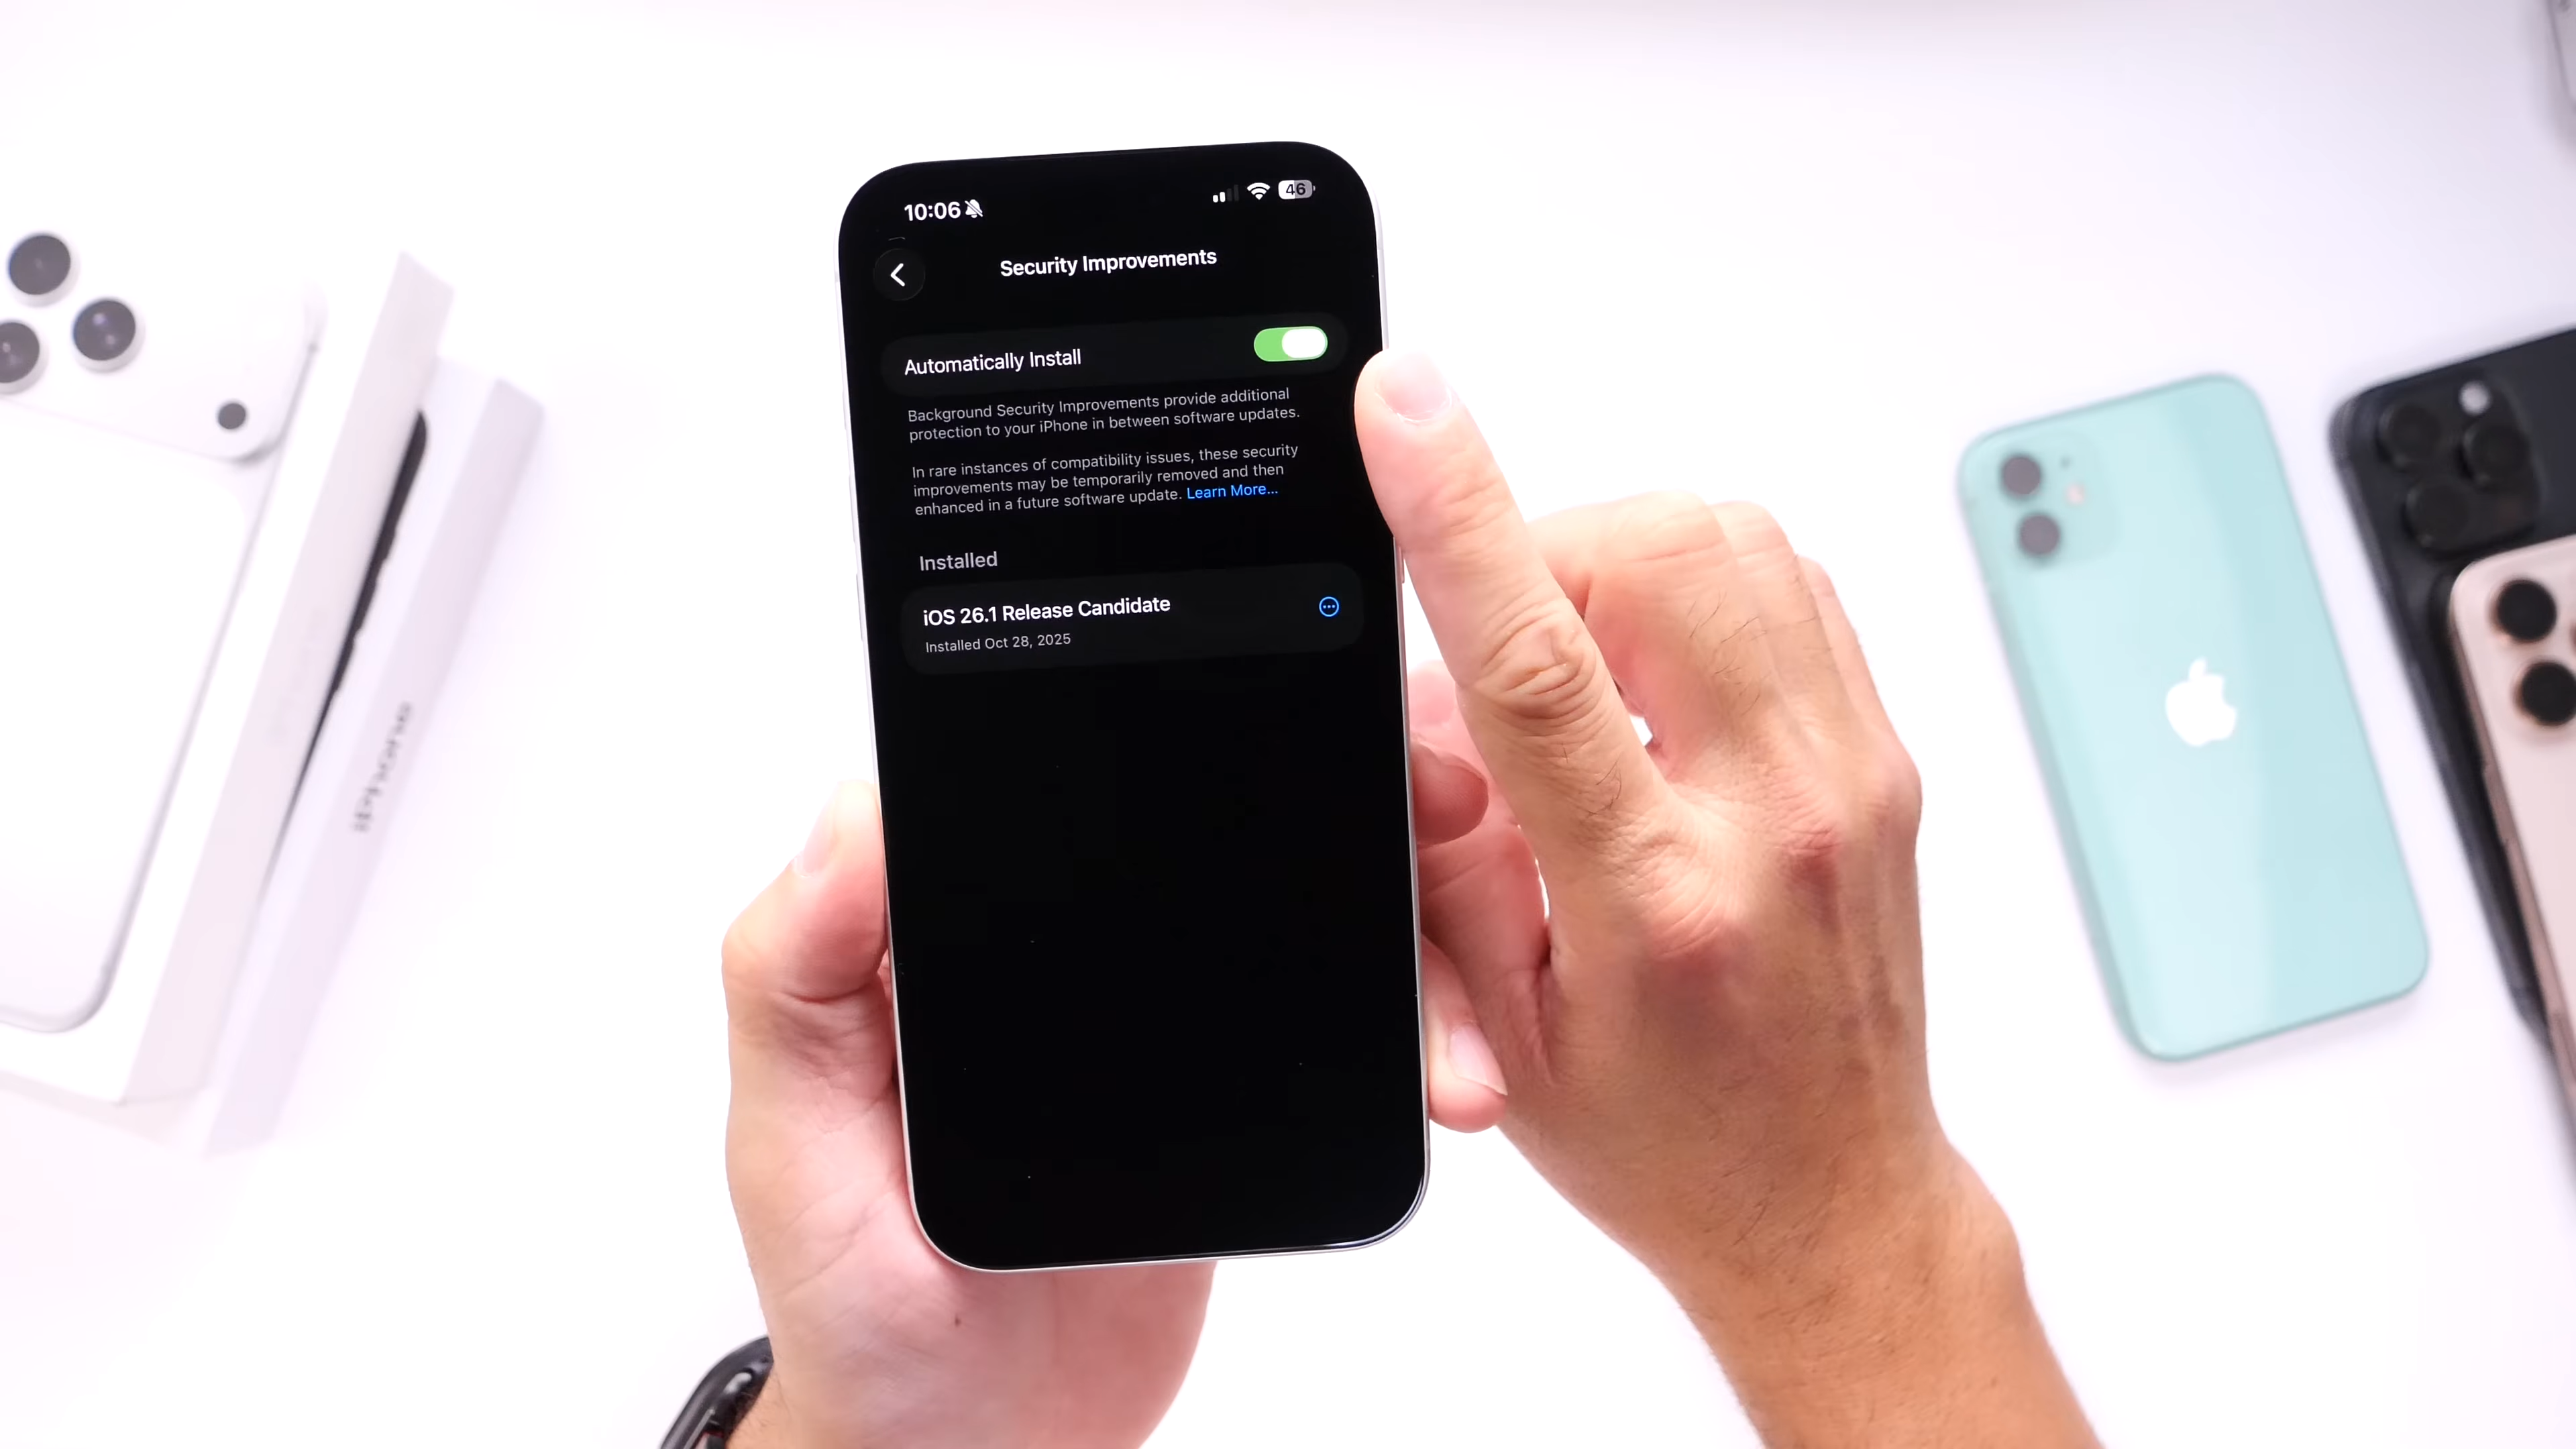 10:06
46
Security Improvements
Automatically Install
Background Security Improvements provide additional
protection to your iPhone in between software updates.
In rare instances of compatibility issues, these security
improvements may be temporarily removed and then
enhanced in a future software update. Learn More...
Installed
iOS 26.1 Release Candidate
Installed Oct 28, 2025
iPhone